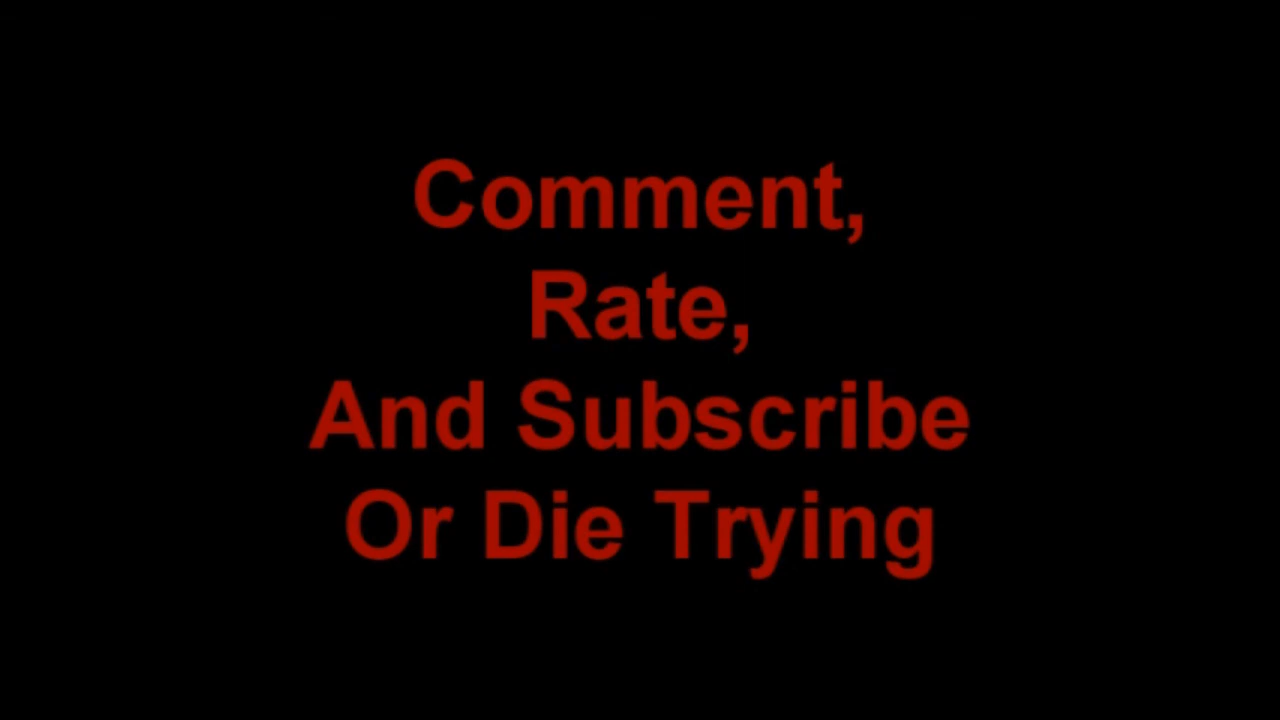 Comment,
Rate,
And Subscribe
Or Die Trying